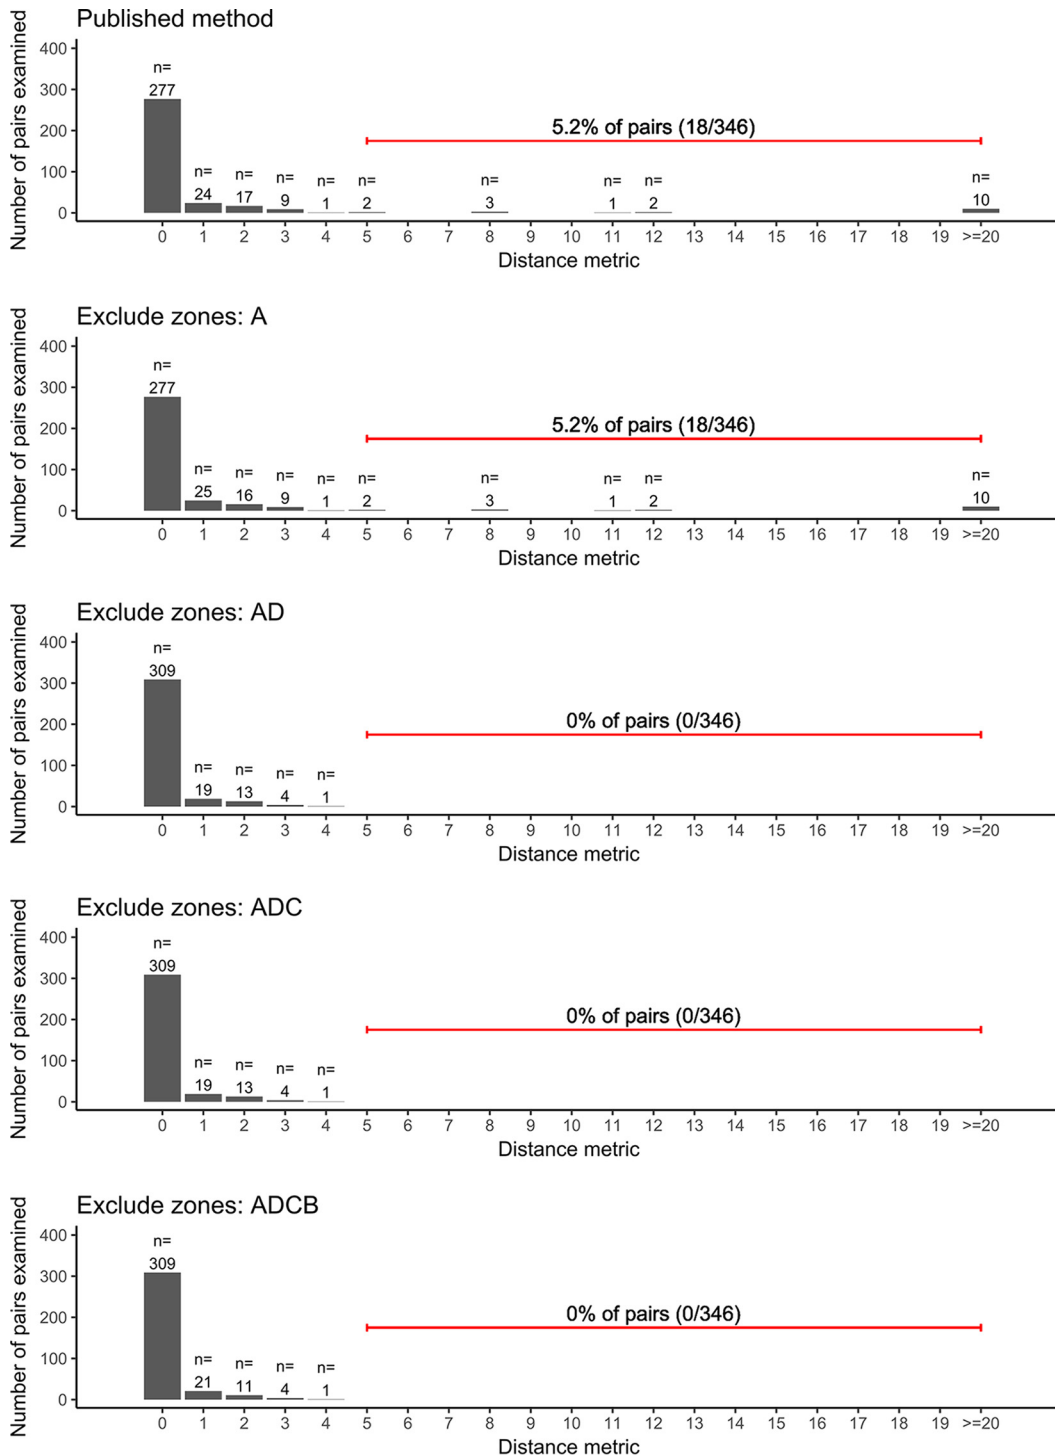 Published method
Number of pairs examined
400
300
200
100
0
n=
277
n=
24
n=
17
n=
9
n=
1
n=
2
n=
3
n=
1
n=
2
n=
10
5.2% of pairs (18/346)
0 1 2 3 4 5 6 7 8 9 10 11 12 13 14 15 16 17 18 19 >=20
Distance metric
Exclude zones: A
Number of pairs examined
400
300
200
100
0
n=
277
n=
25
n=
16
n=
9
n=
1
n=
2
n=
3
n=
1
n=
2
n=
10
5.2% of pairs (18/346)
0 1 2 3 4 5 6 7 8 9 10 11 12 13 14 15 16 17 18 19 >=20
Distance metric
Exclude zones: AD
Number of pairs examined
400
300
200
100
0
n=
309
n=
19
n=
13
n=
4
n=
1
0% of pairs (0/346)
0 1 2 3 4 5 6 7 8 9 10 11 12 13 14 15 16 17 18 19 >=20
Distance metric
Exclude zones: ADC
Number of pairs examined
400
300
200
100
0
n=
309
n=
19
n=
13
n=
4
n=
1
0% of pairs (0/346)
0 1 2 3 4 5 6 7 8 9 10 11 12 13 14 15 16 17 18 19 >=20
Distance metric
Exclude zones: ADCB
Number of pairs examined
400
300
200
100
0
n=
309
n=
21
n=
11
n=
4
n=
1
0% of pairs (0/346)
0 1 2 3 4 5 6 7 8 9 10 11 12 13 14 15 16 17 18 19 >=20
Distance metric